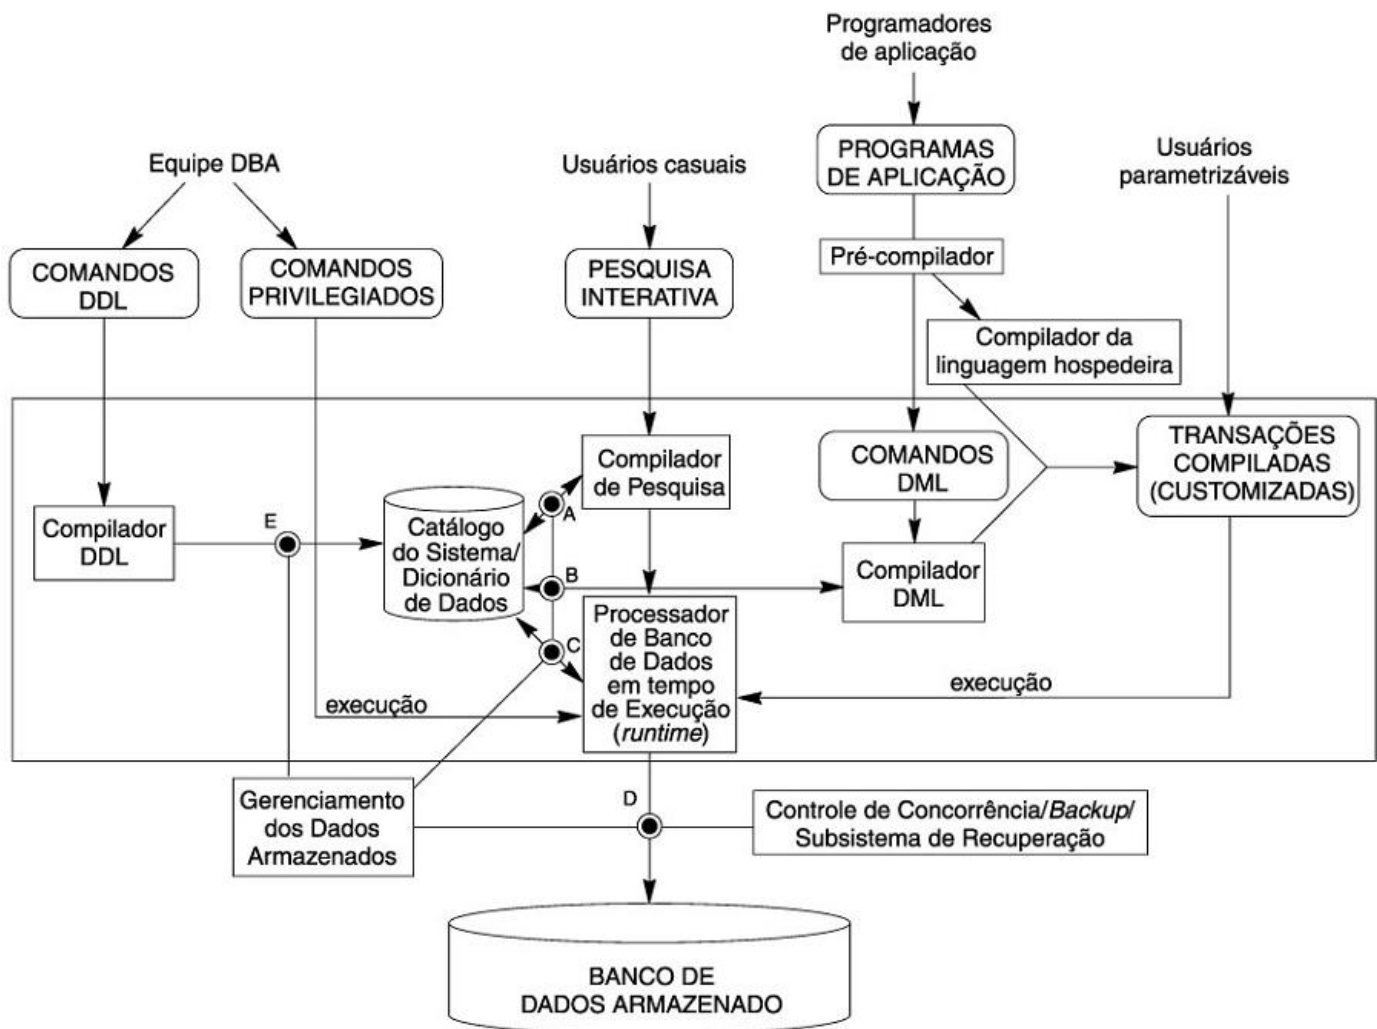 Programadores
de aplicação
Equipe DBA
Usuários casuais
PROGRAMAS
DE APLICAÇÃO
Usuários
parametrizáveis
COMANDOS
DDL
COMANDOS
PRIVILEGIADOS
PESQUISA
INTERATIVA
Pré-compilador
Compilador da
linguagem hospedeira
Compilador
de Pesquisa
COMANDOS
DML
TRANSAÇÕES
COMPILADAS
(CUSTOMIZADAS)
Compilador
DDL
E
Catálogo
do Sistema/
Dicionário
de Dados
A
B
C
Compilador
DML
Processador
de Banco
de Dados
em tempo
de Execução
(runtime)
execução
execução
Gerenciamento
dos Dados
Armazenados
D
Controle de Concorrência/Backup/
Subsistema de Recuperação
BANCO DE
DADOS ARMAZENADO